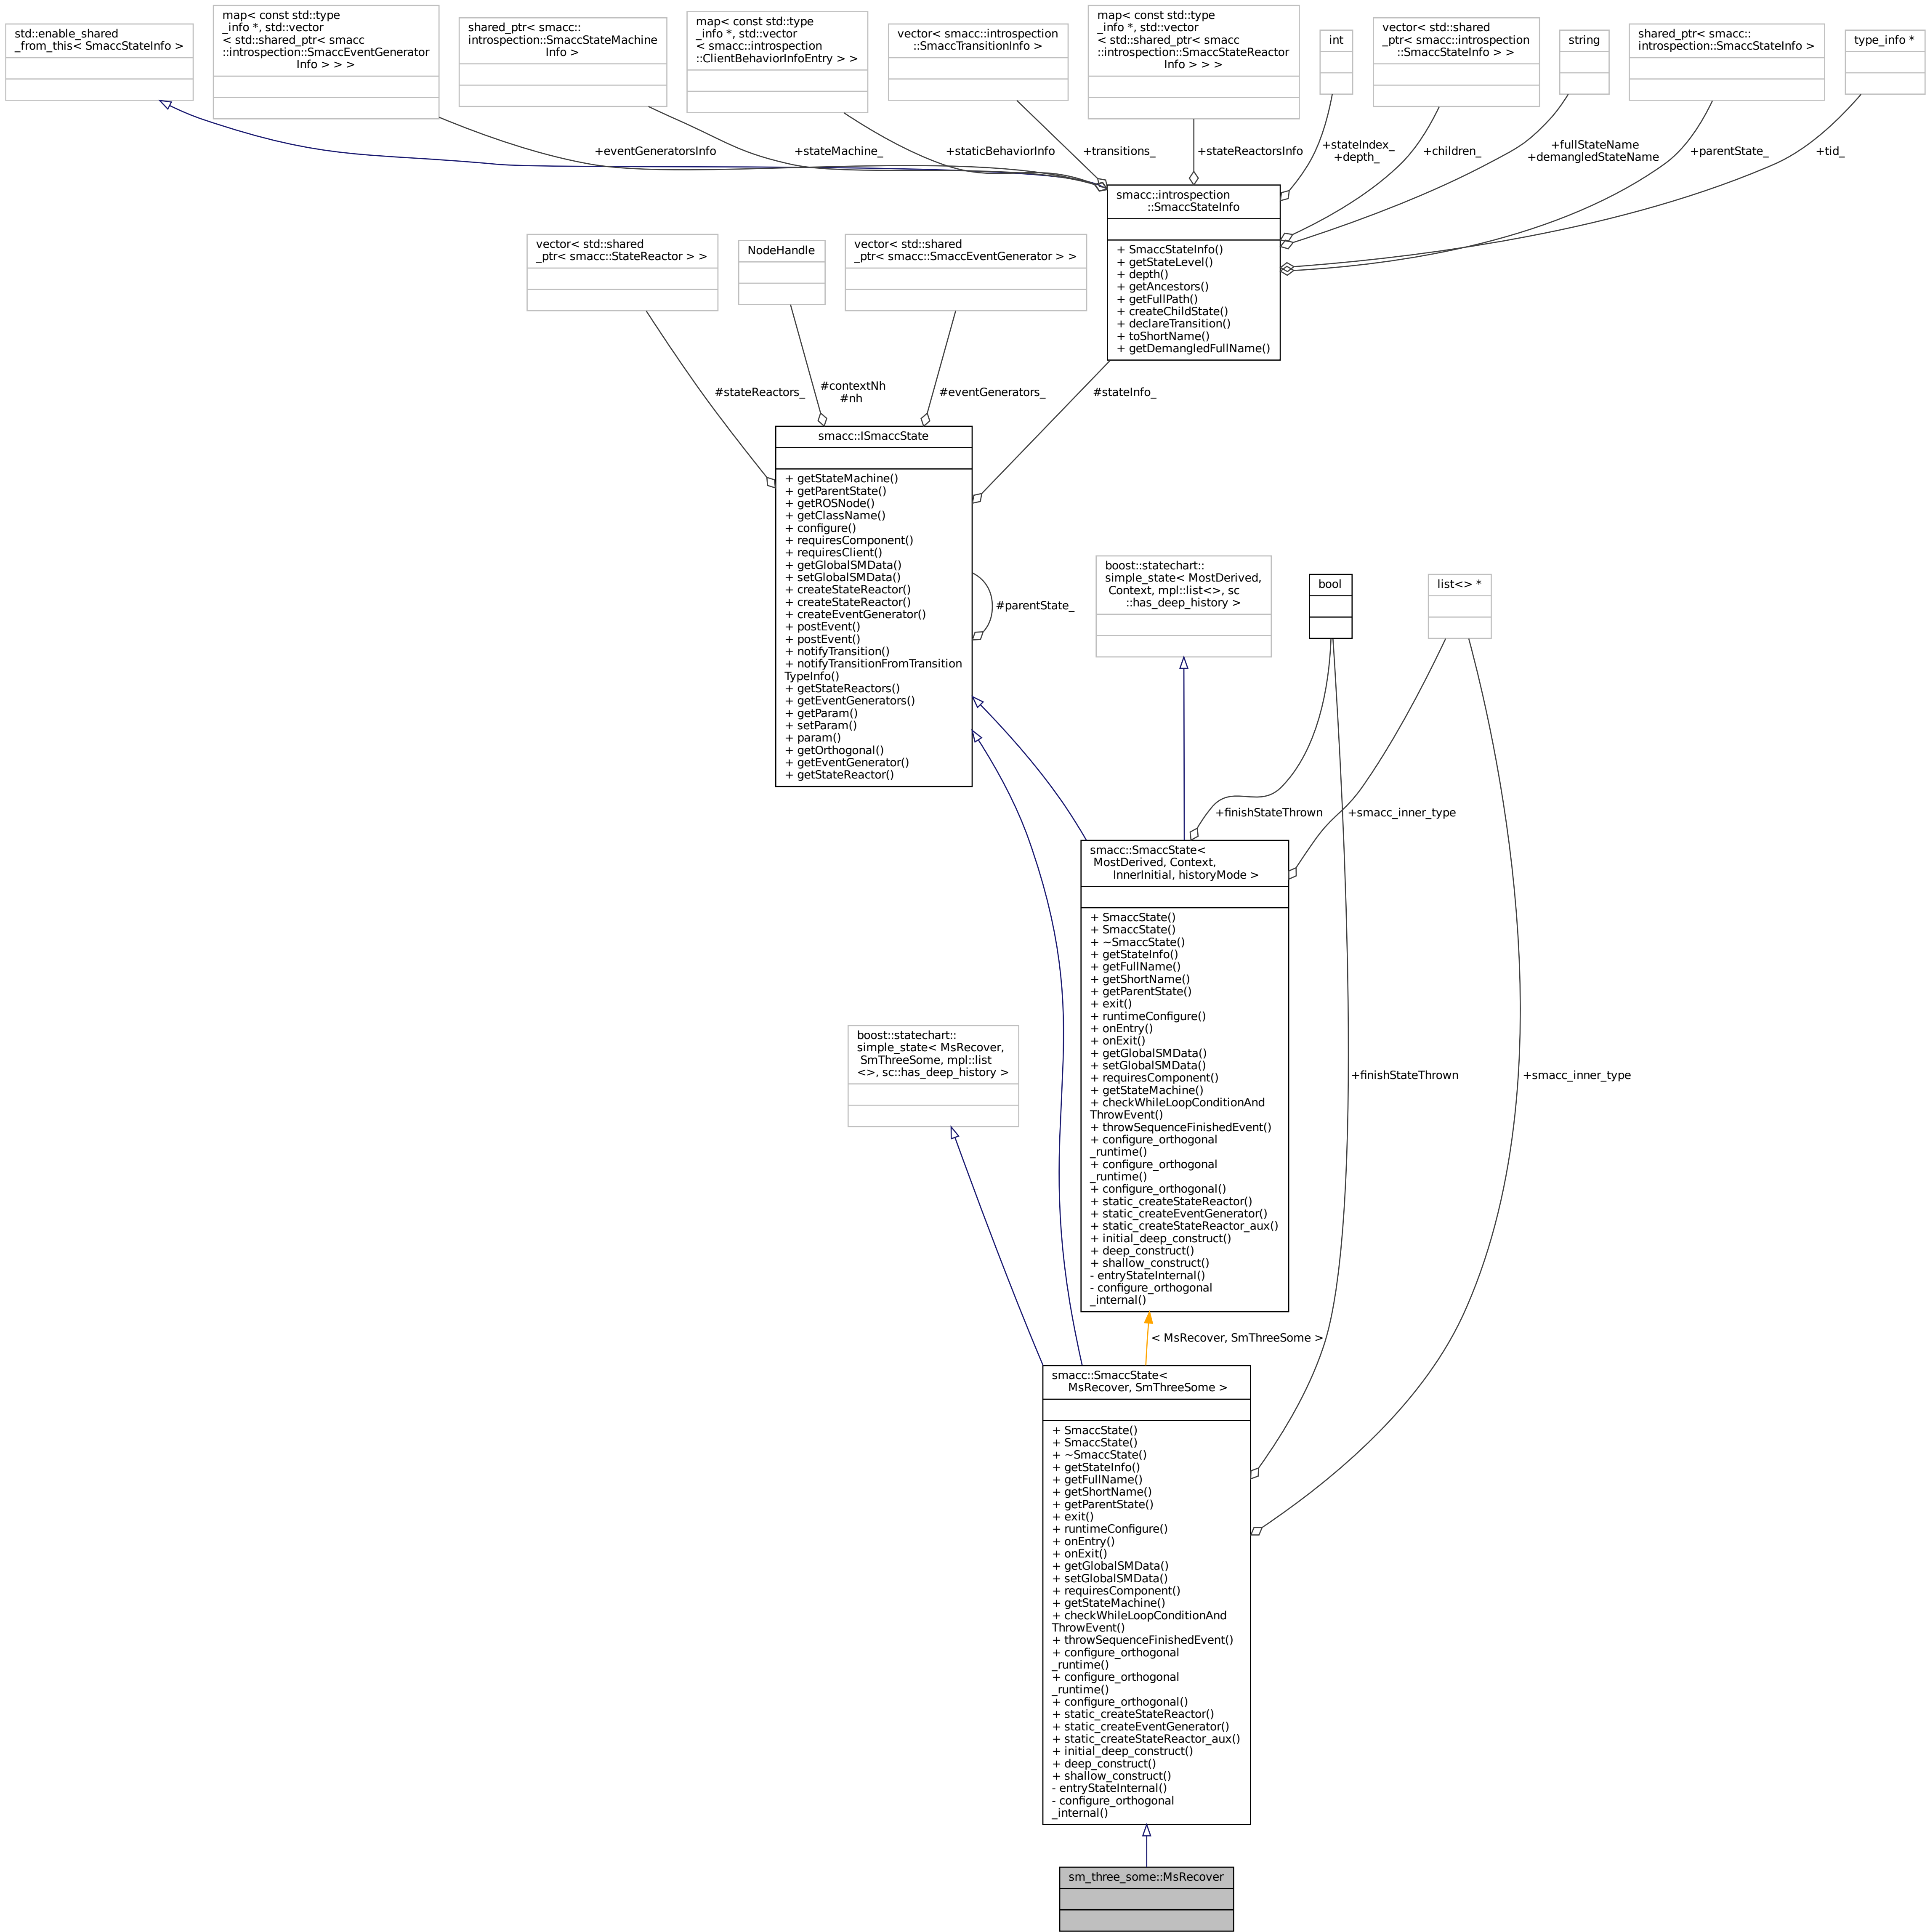 std::enable_shared
_from_this< SmaccStateInfo >
map< const std::type
_info *, std::vector
< std::shared_ptr< smacc
::introspection::SmaccEventGenerator
Info > > >
shared_ptr< smacc::
introspection::SmaccStateMachine
Info >
map< const std::type
_info *, std::vector
< smacc::introspection
::ClientBehaviorInfoEntry > >
vector< smacc::introspection
::SmaccTransitionInfo >
map< const std::type
_info *, std::vector
< std::shared_ptr< smacc
::introspection::SmaccStateReactor
Info > > >
int
vector< std::shared
_ptr< smacc::introspection
::SmaccStateInfo > >
string
shared_ptr< smacc::
introspection::SmaccStateInfo >
type_info *
+eventGeneratorsInfo
+stateMachine_
+staticBehaviorInfo
+transitions_
+stateReactorsInfo
+stateIndex_
+depth_
+children_
+fullStateName
+demangledStateName
+parentState_
+tid_
smacc::introspection
::SmaccStateInfo
+ SmaccStateInfo()
+ getStateLevel()
+ depth()
+ getAncestors()
+ getFullPath()
+ createChildState()
+ declareTransition()
+ toShortName()
+ getDemangledFullName()
vector< std::shared
_ptr< smacc::StateReactor > >
NodeHandle
vector< std::shared
_ptr< smacc::SmaccEventGenerator > >
#stateReactors_
#contextNh
#nh
#eventGenerators_
#stateInfo_
smacc::ISmaccState
+ getStateMachine()
+ getParentState()
+ getROSNode()
+ getClassName()
+ configure()
+ requiresComponent()
+ requiresClient()
+ getGlobalSMData()
+ setGlobalSMData()
+ createStateReactor()
+ createStateReactor()
+ createEventGenerator()
+ postEvent()
+ postEvent()
+ notifyTransition()
+ notifyTransitionFromTransition
TypeInfo()
+ getStateReactors()
+ getEventGenerators()
+ getParam()
+ setParam()
+ param()
+ getOrthogonal()
+ getEventGenerator()
+ getStateReactor()
#parentState_
boost::statechart::
simple_state< MostDerived,
Context, mpl::list<>, sc
::has_deep_history >
bool
list<> *
+finishStateThrown
+smacc_inner_type
smacc::SmaccState<
MostDerived, Context,
InnerInitial, historyMode >
+ SmaccState()
+ SmaccState()
+ ~SmaccState()
+ getStateInfo()
+ getFullName()
+ getShortName()
+ getParentState()
+ exit()
+ runtimeConfigure()
+ onEntry()
+ onExit()
+ getGlobalSMData()
+ setGlobalSMData()
+ requiresComponent()
+ getStateMachine()
+ checkWhileLoopConditionAnd
ThrowEvent()
+ throwSequenceFinishedEvent()
+ configure_orthogonal
_runtime()
+ configure_orthogonal
_runtime()
+ configure_orthogonal()
+ static_createStateReactor()
+ static_createEventGenerator()
+ static_createStateReactor_aux()
+ initial_deep_construct()
+ deep_construct()
+ shallow_construct()
- entryStateInternal()
- configure_orthogonal
_internal()
boost::statechart::
simple_state< MsRecover,
SmThreeSome, mpl::list
<>, sc::has_deep_history >
+finishStateThrown
+smacc_inner_type
< MsRecover, SmThreeSome >
smacc::SmaccState<
MsRecover, SmThreeSome >
+ SmaccState()
+ SmaccState()
+ ~SmaccState()
+ getStateInfo()
+ getFullName()
+ getShortName()
+ getParentState()
+ exit()
+ runtimeConfigure()
+ onEntry()
+ onExit()
+ getGlobalSMData()
+ setGlobalSMData()
+ requiresComponent()
+ getStateMachine()
+ checkWhileLoopConditionAnd
ThrowEvent()
+ throwSequenceFinishedEvent()
+ configure_orthogonal
_runtime()
+ configure_orthogonal
_runtime()
+ configure_orthogonal()
+ static_createStateReactor()
+ static_createEventGenerator()
+ static_createStateReactor_aux()
+ initial_deep_construct()
+ deep_construct()
+ shallow_construct()
- entryStateInternal()
- configure_orthogonal
_internal()
sm_three_some::MsRecover